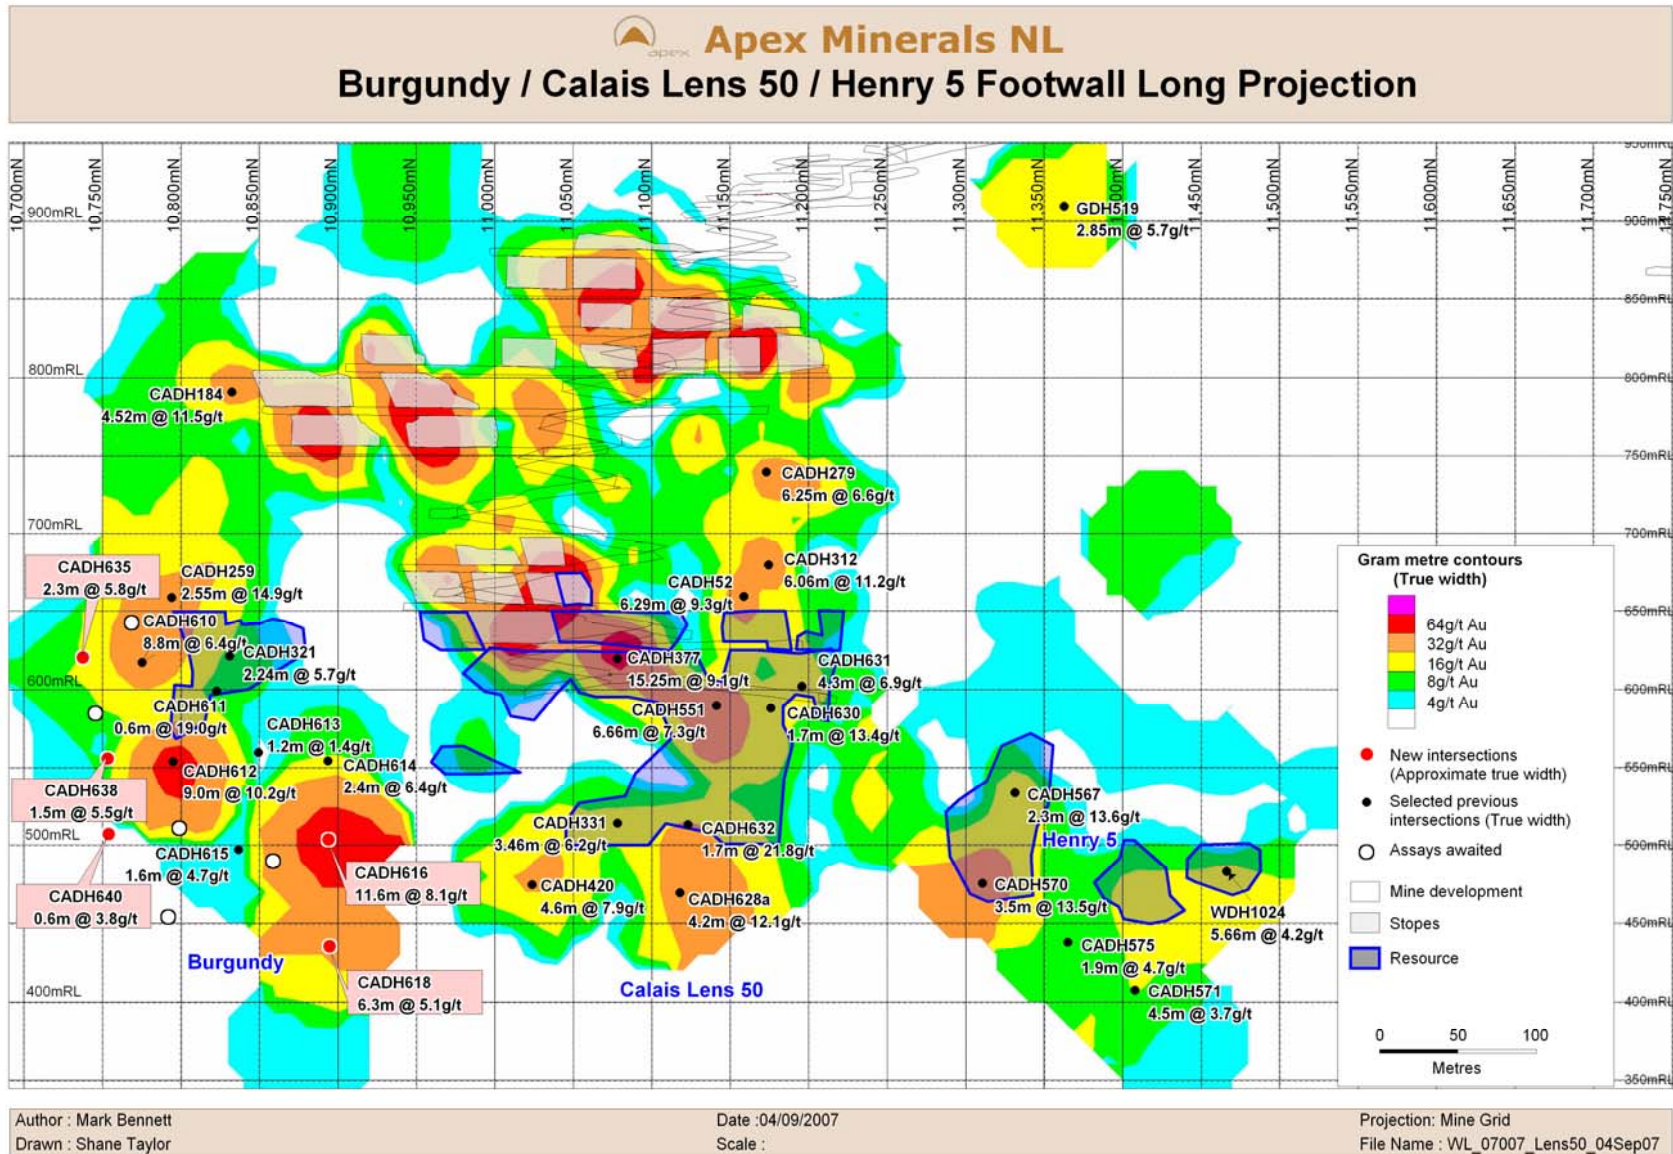 apex
Apex Minerals NL
Burgundy / Calais Lens 50 / Henry 5 Footwall Long Projection
10.700mN
10.750mN
10.800mN
10.850mN
10.900mN
10.950mN
11.000mN
11.050mN
11.100mN
11.150mN
11.200mN
11.250mN
11.300mN
11.350mN
11.450mN
11.500mN
11.550mN
11.600mN
11.650mN
11.700mN
950mRL
900mRL
900mRL
GDH519
2.85m @ 5.7g/t
850mRL
800mRL
800mRL
CADH184
4.52m @ 11.5g/t
750mRL
CADH279
6.25m @ 6.6g/t
700mRL
700mRL
CADH635
2.3m @ 5.8g/t
CADH259
2.55m @ 14.9g/t
CADH52
6.29m @ 9.3g/t
CADH312
6.06m @ 11.2g/t
650mRL
CADH610
8.8m @ 6.4g/t
CADH321
2.24m @ 5.7g/t
CADH377
15.25m @ 9.1g/t
CADH631
4.3m @ 6.9g/t
600mRL
600mRL
CADH611
0.6m @ 19.0g/t
CADH613
1.2m @ 1.4g/t
CADH551
6.66m @ 7.3g/t
CADH630
1.7m @ 13.4g/t
CADH612
9.0m @ 10.2g/t
CADH614
2.4m @ 6.4g/t
550mRL
CADH638
1.5m @ 5.5g/t
CADH567
2.3m @ 13.6g/t
500mRL
500mRL
CADH331
3.46m @ 6.2g/t
CADH632
1.7m @ 21.8g/t
Henry 5
CADH615
1.6m @ 4.7g/t
CADH616
11.6m @ 8.1g/t
CADH420
4.6m @ 7.9g/t
CADH628a
4.2m @ 12.1g/t
CADH570
3.5m @ 13.5g/t
CADH640
0.6m @ 3.8g/t
WDH1024
5.66m @ 4.2g/t
450mRL
CADH575
1.9m @ 4.7g/t
Burgundy
CADH618
6.3m @ 5.1g/t
Calais Lens 50
CADH571
4.5m @ 3.7g/t
400mRL
400mRL
350mRL
Gram metre contours
(True width)
64g/t Au
32g/t Au
16g/t Au
8g/t Au
4g/t Au
New intersections
(Approximate true width)
Selected previous
intersections (True width)
Assays awaited
Mine development
Stopes
Resource
0 50 100
Metres
Author : Mark Bennett
Date :04/09/2007
Projection: Mine Grid
Drawn : Shane Taylor
Scale :
File Name : WL_07007_Lens50_04Sep07